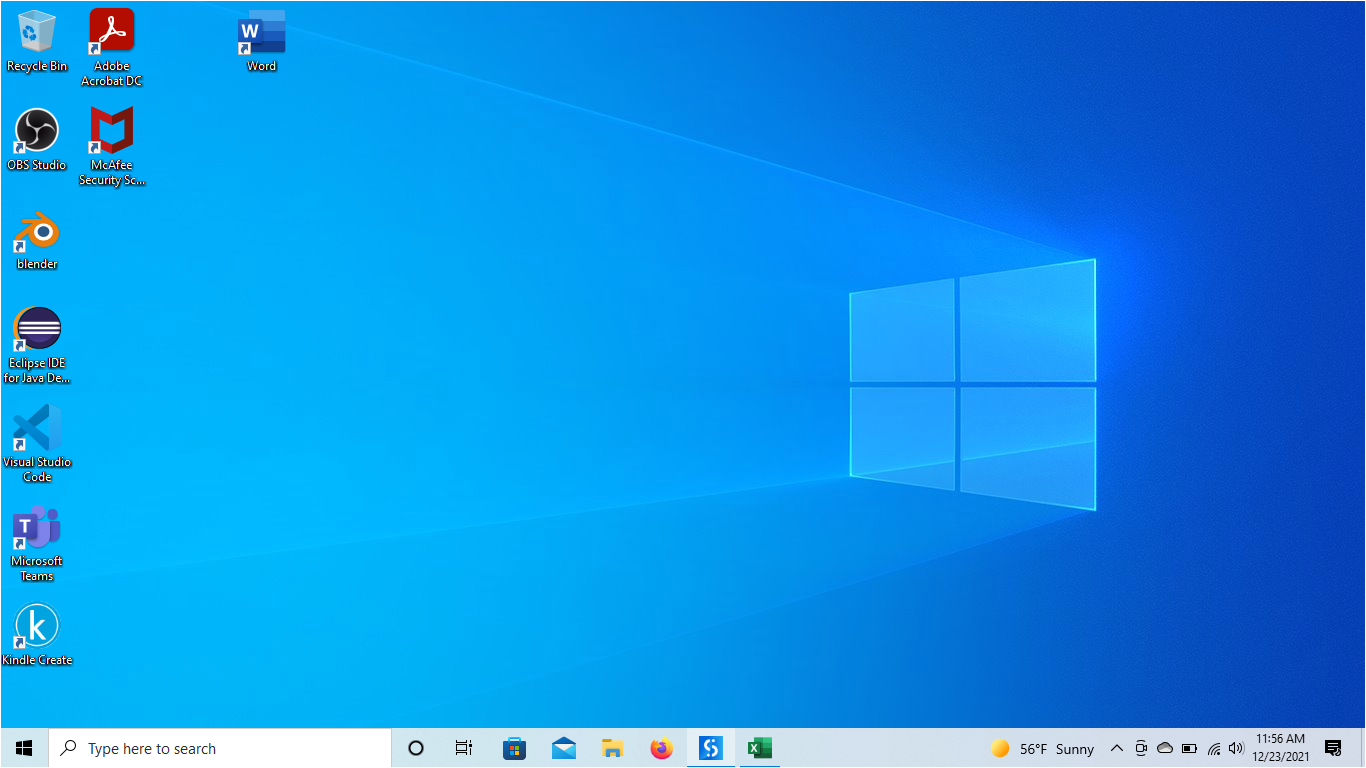 Recycle Bin
Adobe
Acrobat DC
W
Word
OBS Studio
McAfee
Security Sc...
blender
Eclipse IDE
for Java De...
Visual Studio
Code
T
Microsoft
Teams
k
Kindle Create
Type here to search
X
56°F Sunny
11:56 AM
12/23/2021